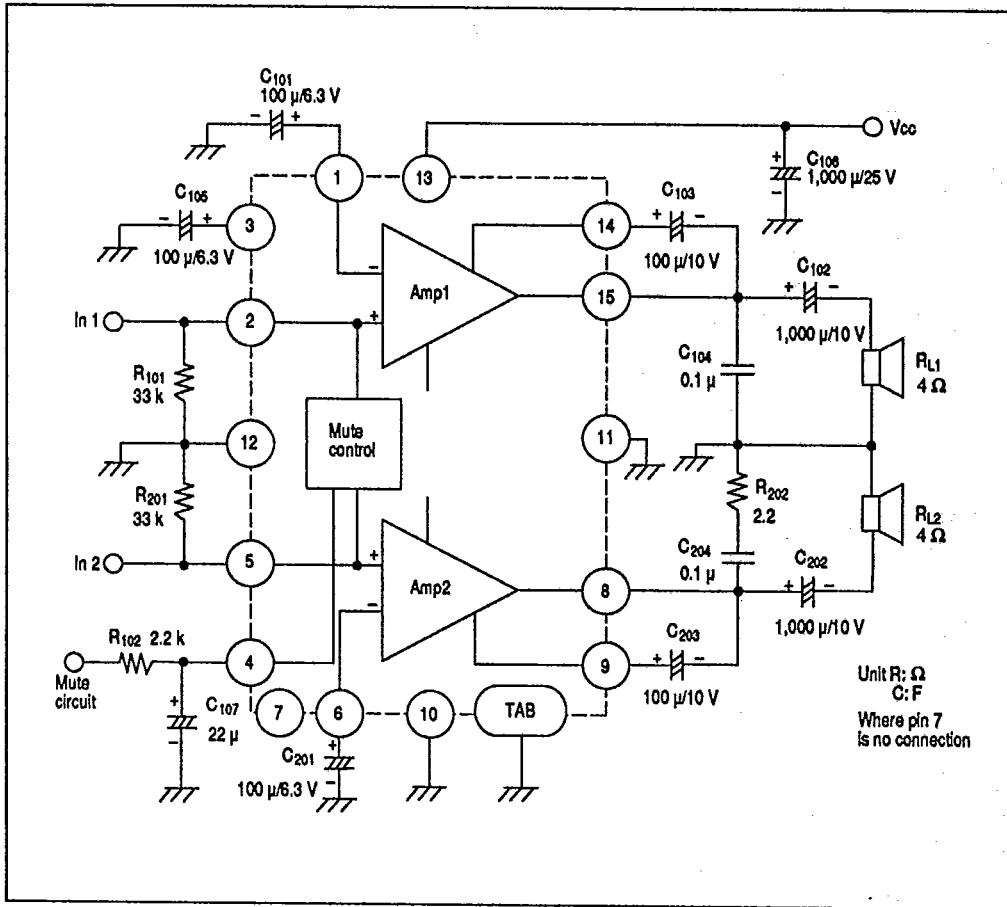 C101
100 μ/6.3 V
− +
Vcc
+
C106
1,000 μ/25 V
−
1
13
C105
− +
3
100 μ/6.3 V
C103
14
+ −
100 μ/10 V
−
Amp1
15
C102
+ −
1,000 μ/10 V
In 1
2
+
R101
33 k
C104
0.1 μ
RL1
4 Ω
Mute
control
11
12
R201
33 k
R202
2.2
RL2
4 Ω
In 2
5
+
−
Amp2
C204
0.1 μ
8
C202
+ −
1,000 μ/10 V
R102 2.2 k
4
Mute
circuit
9
C203
+ −
100 μ/10 V
+
C107
22 μ
−
7
6
10
TAB
C201
+
100 μ/6.3 V
−
Unit R: Ω
C: F
Where pin 7
is no connection